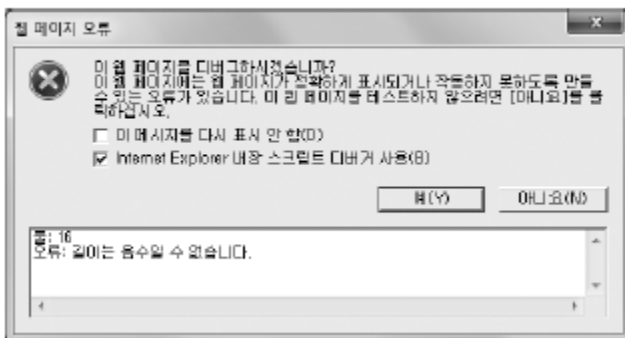 웹 페이지 오류
이 웹 페이지를 디버그하시겠습니까?
이 웹 페이지에는 웹 페이지가 정확하게 표시되거나 작동하지 못하도록 만들
수 있는 오류가 있습니다. 이 웹 페이지를 테스트하지 않으려면 [아니요]를 클
릭하십시오.
이 메시지를 다시 표시 안 함(D)
Internet Explorer 내장 스크립트 디버거 사용(B)
예(Y) 아니요(N)
줄: 16
오류: 길이는 음수일 수 없습니다.